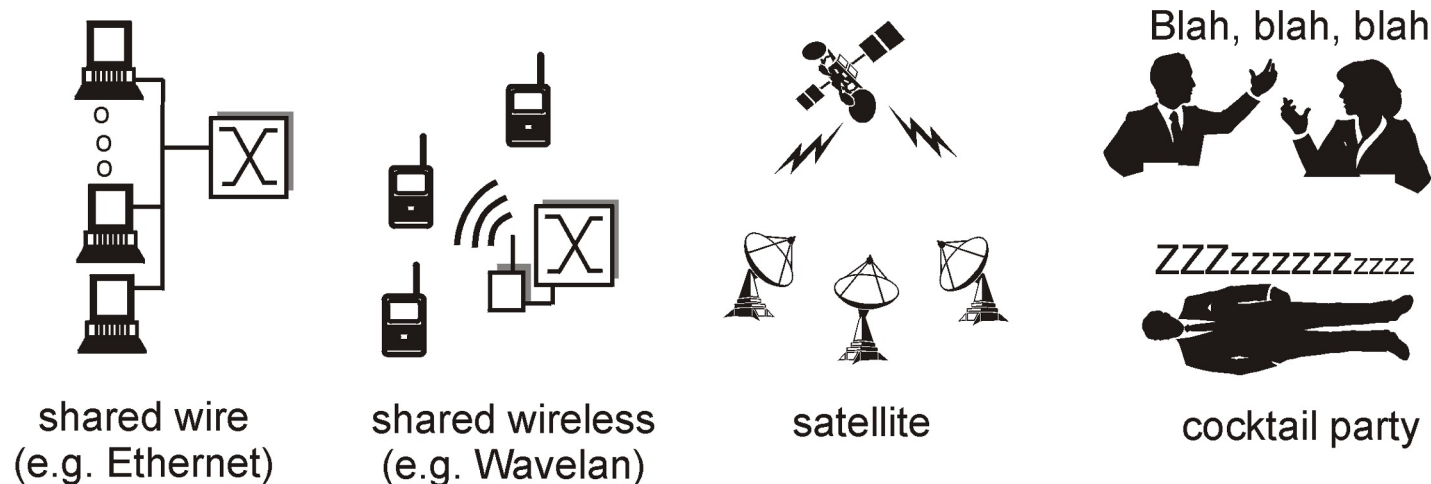 Blah, blah, blah
ZZZzzzzzzzzzz
shared wire
(e.g. Ethernet)
shared wireless
(e.g. Wavelan)
satellite
cocktail party